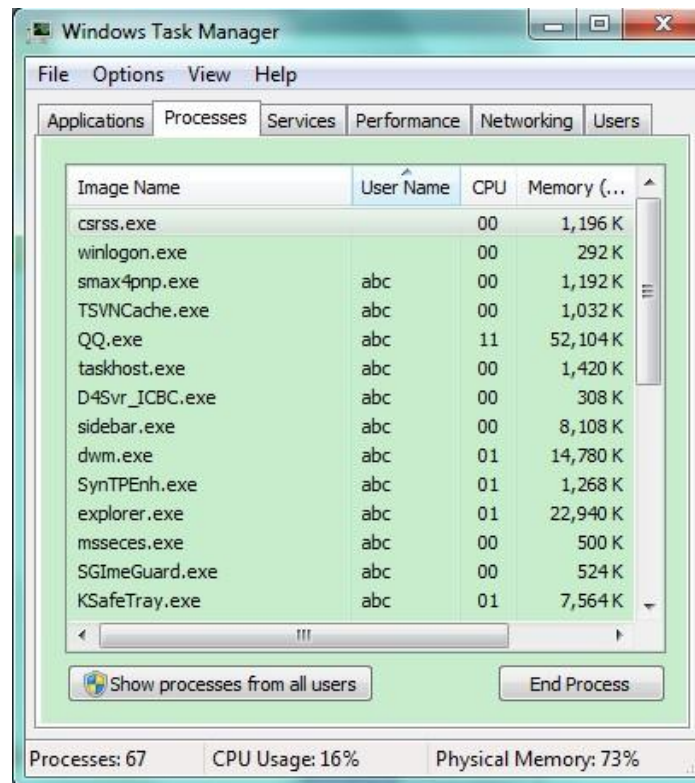 Windows Task Manager
File Options View Help
Applications Processes Services Performance Networking Users
Image Name User Name CPU Memory (...
csrss.exe 00 1,196 K
winlogon.exe 00 292 K
smax4pnp.exe abc 00 1,192 K
TSVNCache.exe abc 00 1,032 K
QQ.exe abc 11 52,104 K
taskhost.exe abc 00 1,420 K
D4Svr_ICBC.exe abc 00 308 K
sidebar.exe abc 00 8,108 K
dwm.exe abc 01 14,780 K
SynTPEnh.exe abc 01 1,268 K
explorer.exe abc 01 22,940 K
msseces.exe abc 00 500 K
SGImeGuard.exe abc 00 524 K
KSafeTray.exe abc 01 7,564 K
Show processes from all users End Process
Processes: 67 CPU Usage: 16% Physical Memory: 73%